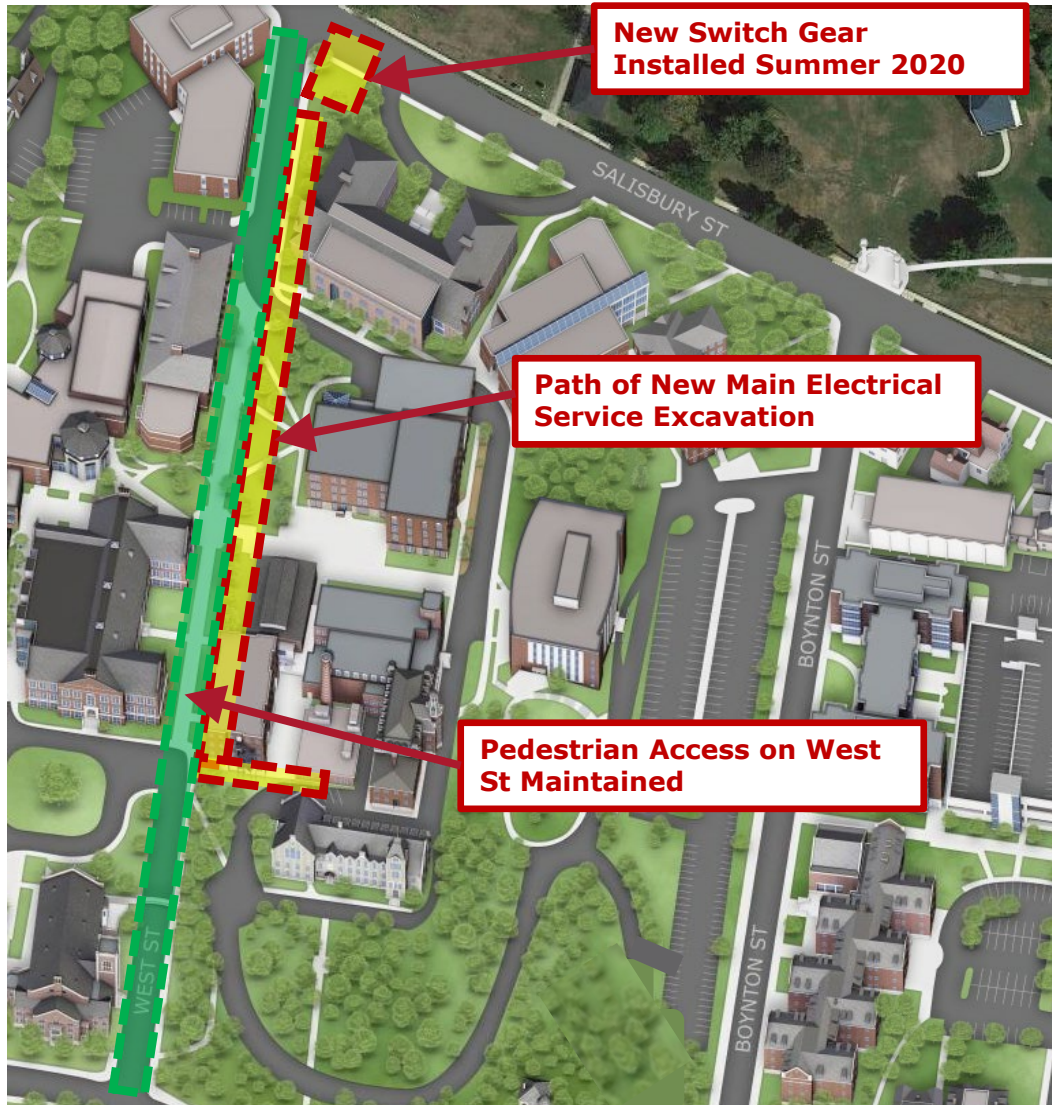 New Switch Gear
Installed Summer 2020
SALISBURY ST
Path of New Main Electrical
Service Excavation
BOYNTON ST
Pedestrian Access on West
St Maintained
WEST ST
BOYNTON ST